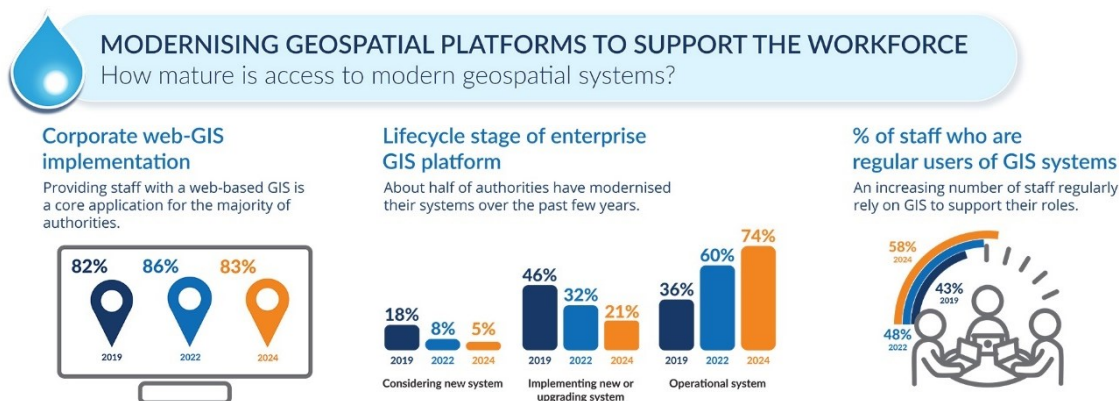 MODERNISING GEOSPATIAL PLATFORMS TO SUPPORT THE WORKFORCE
How mature is access to modern geospatial systems?
Corporate web-GIS
implementation
Providing staff with a web-based GIS is
a core application for the majority of
authorities.
82% 86% 83%
2019 2022 2024
Lifecycle stage of enterprise
GIS platform
About half of authorities have modernised
their systems over the past few years.
18% 8% 5%
2019 2022 2024
Considering new system
46% 32% 21%
2019 2022 2024
Implementing new or
upgrading system
36% 60% 74%
2019 2022 2024
Operational system
% of staff who are
regular users of GIS systems
An increasing number of staff regularly
rely on GIS to support their roles.
58%
2024
43%
2019
48%
2022